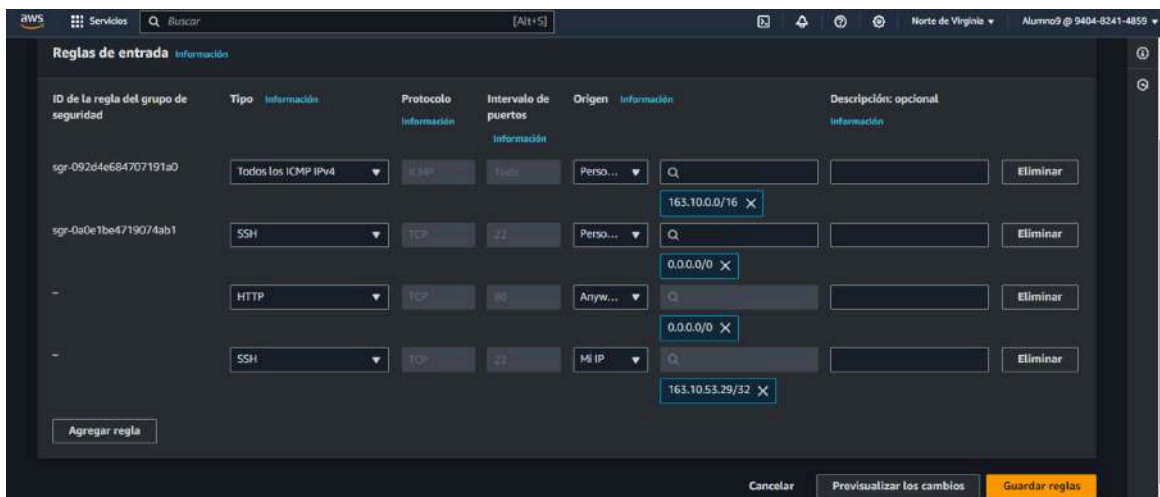 aws
Servicios
Buscar
[Alt+S]
Norte de Virginia
Alumno9 @ 9404-8241-4859
Reglas de entrada Información
ID de la regla del grupo de seguridad
Tipo Información
Protocolo Información
Intervalo de puertos Información
Origen Información
Descripción: opcional Información
sgr-092d4e684707191a0
Todos los ICMP IPv4
ICMP
Todo
Perso...
163.10.0.0/16
Eliminar
sgr-0a0e1be4719074ab1
SSH
TCP
22
Perso...
0.0.0.0/0
Eliminar
–
HTTP
TCP
80
Anyw...
0.0.0.0/0
Eliminar
–
SSH
TCP
22
Mi IP
163.10.53.29/32
Eliminar
Agregar regla
Cancelar
Previsualizar los cambios
Guardar reglas